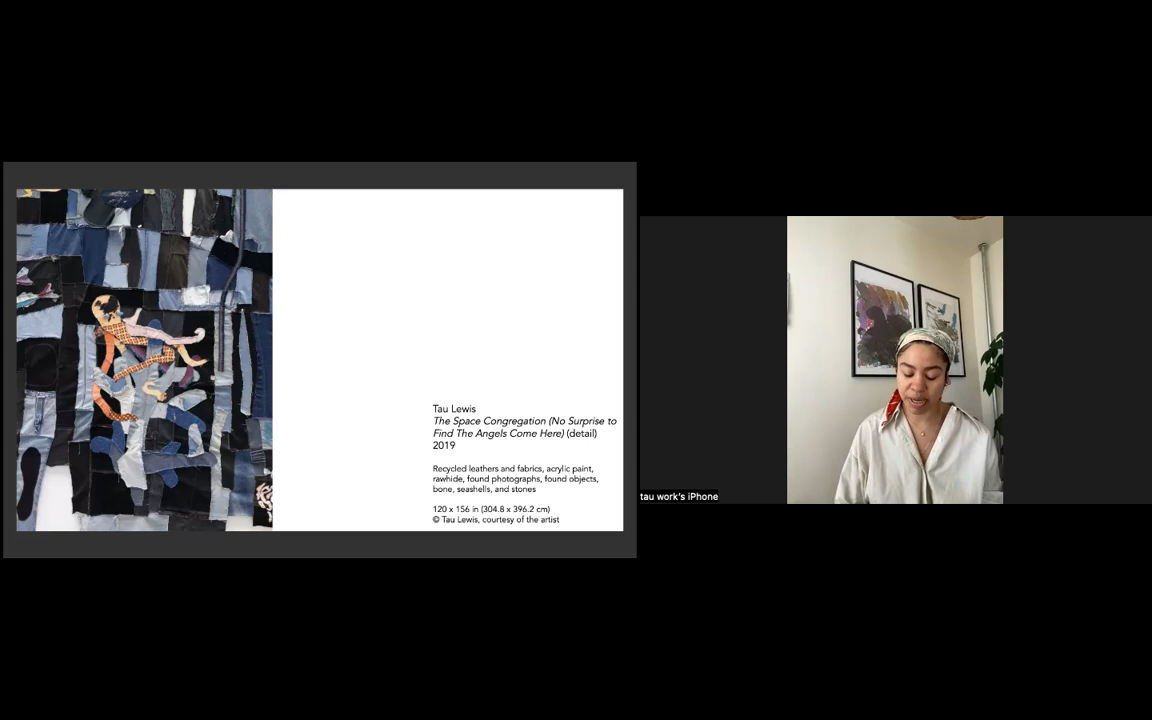 Tau Lewis
The Space Congregation (No Surprise to
Find The Angels Come Here) (detail)
2019
Recycled leathers and fabrics, acrylic paint,
rawhide, found photographs, found objects,
bone, seashells, and stones
120 x 156 in (304.8 x 396.2 cm)
© Tau Lewis, courtesy of the artist
tau work's iPhone